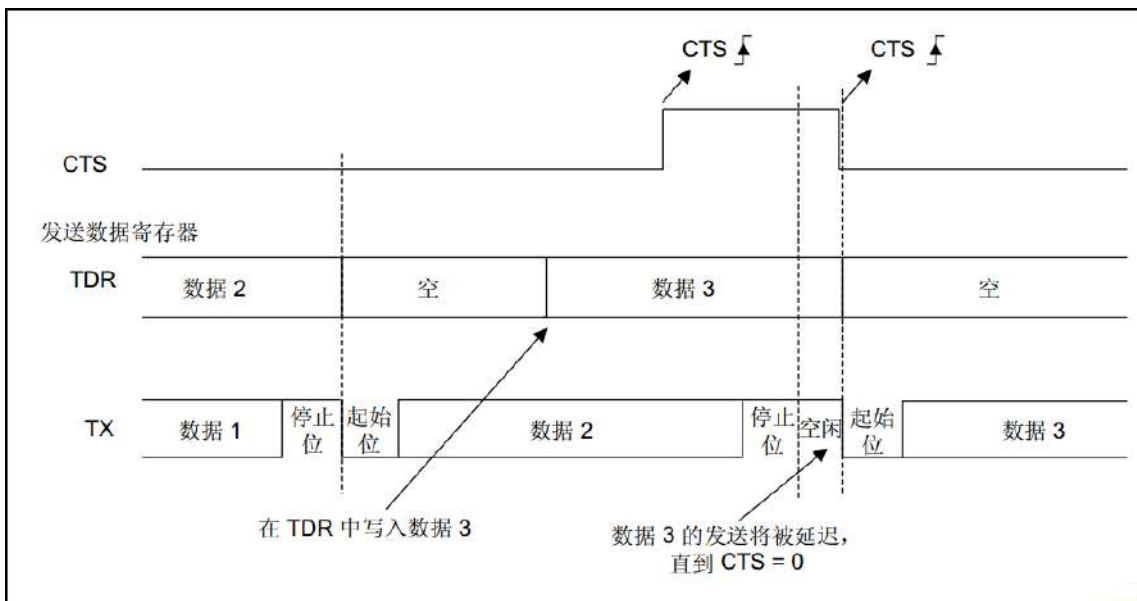 CTS CTS
CTS
发送数据寄存器
TDR 数据 2 空 数据 3 空
TX 数据 1 停止位 起始位 数据 2 停止位 空闲 起始位 数据 3
在 TDR 中写入数据 3
数据 3 的发送将被延迟，
直到 CTS = 0